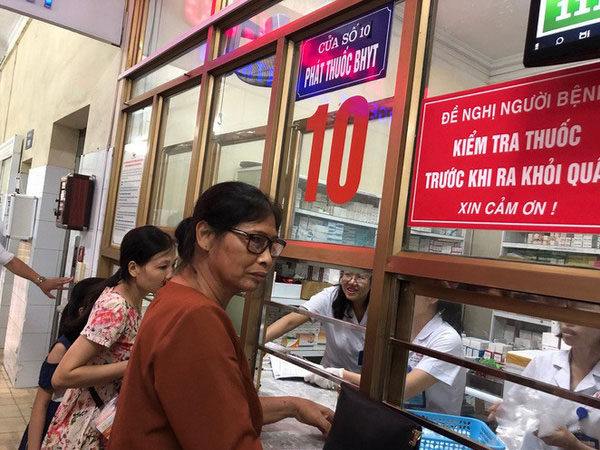 CỬA SỐ 10
PHÁT THUỐC BHYT
10
ĐỀ NGHỊ NGƯỜI BỆN
KIỂM TRA THUỐC
TRƯỚC KHI RA KHỎI QUẦ
XIN CẢM ƠN !